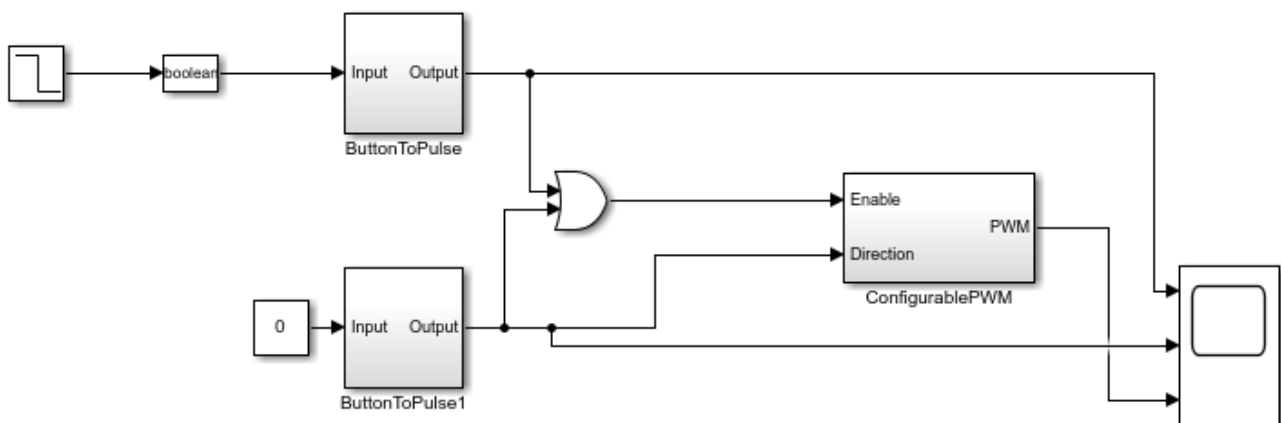 boolean
Input Output
ButtonToPulse
Enable
PWM
Direction
ConfigurablePWM
0
Input Output
ButtonToPulse1